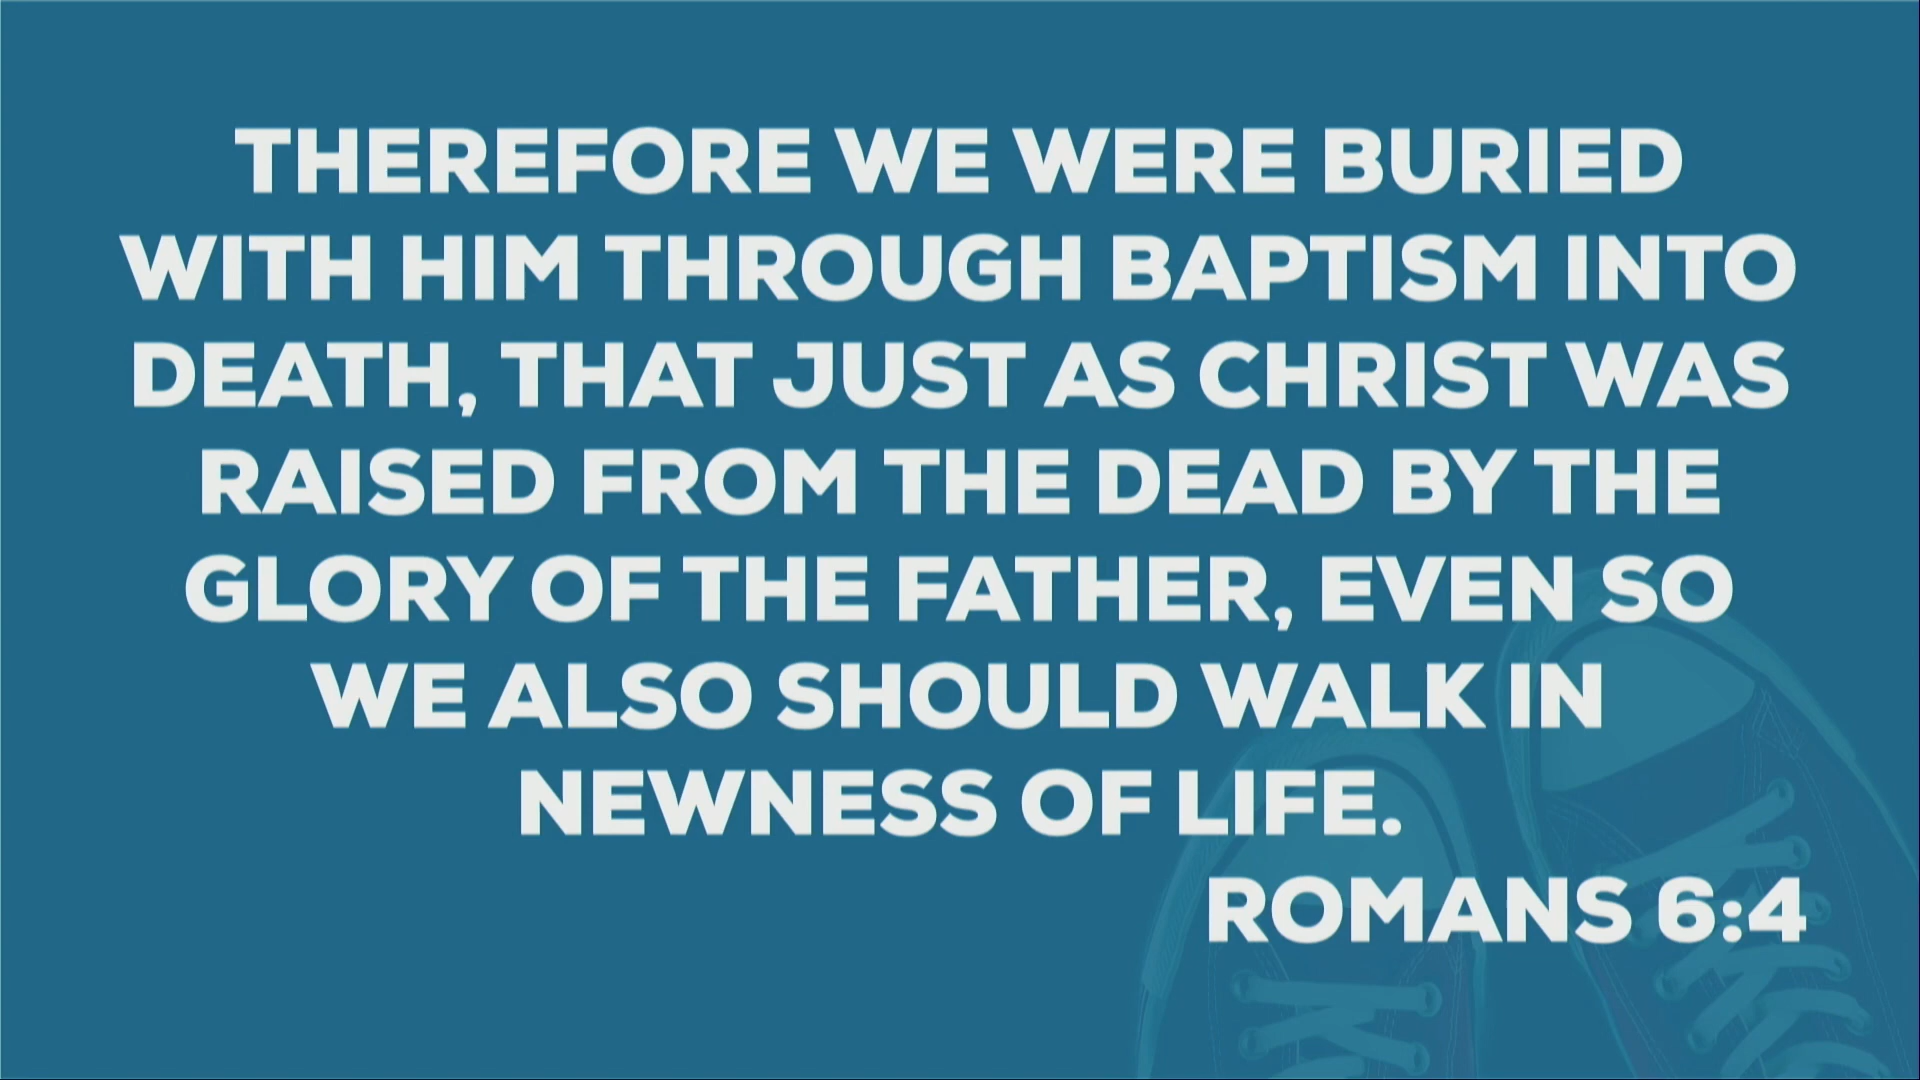 THEREFORE WE WERE BURIED
WITH HIM THROUGH BAPTISM INTO
DEATH, THAT JUST AS CHRIST WAS
RAISED FROM THE DEAD BY THE
GLORY OF THE FATHER, EVEN SO
WE ALSO SHOULD WALK IN
NEWNESS OF LIFE.
ROMANS 6:4